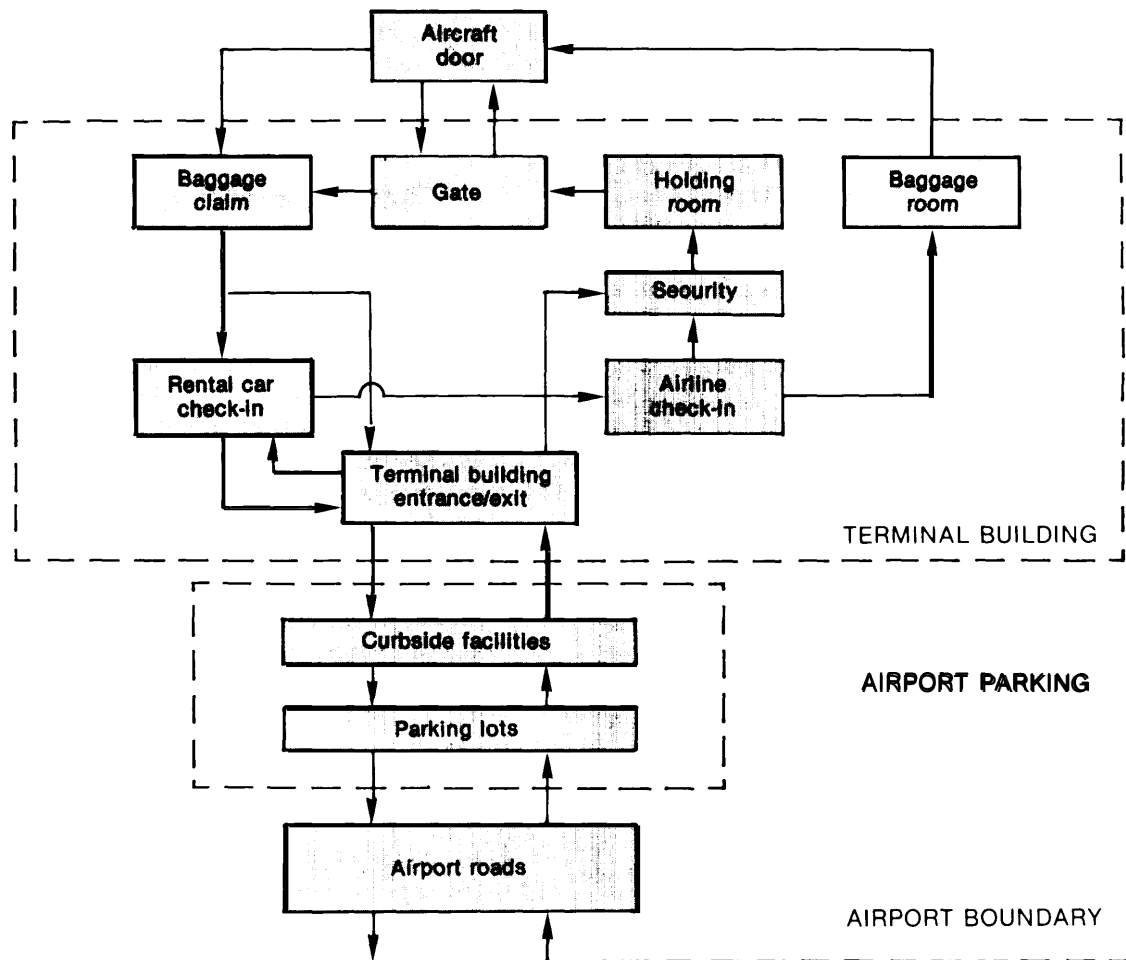 Aircraft
door
Baggage
claim
Gate
Holding
room
Baggage
room
Security
Rental car
check-in
Airline
check-in
Terminal building
entrance/exit
TERMINAL BUILDING
Curbside facilities
AIRPORT PARKING
Parking lots
Airport roads
AIRPORT BOUNDARY